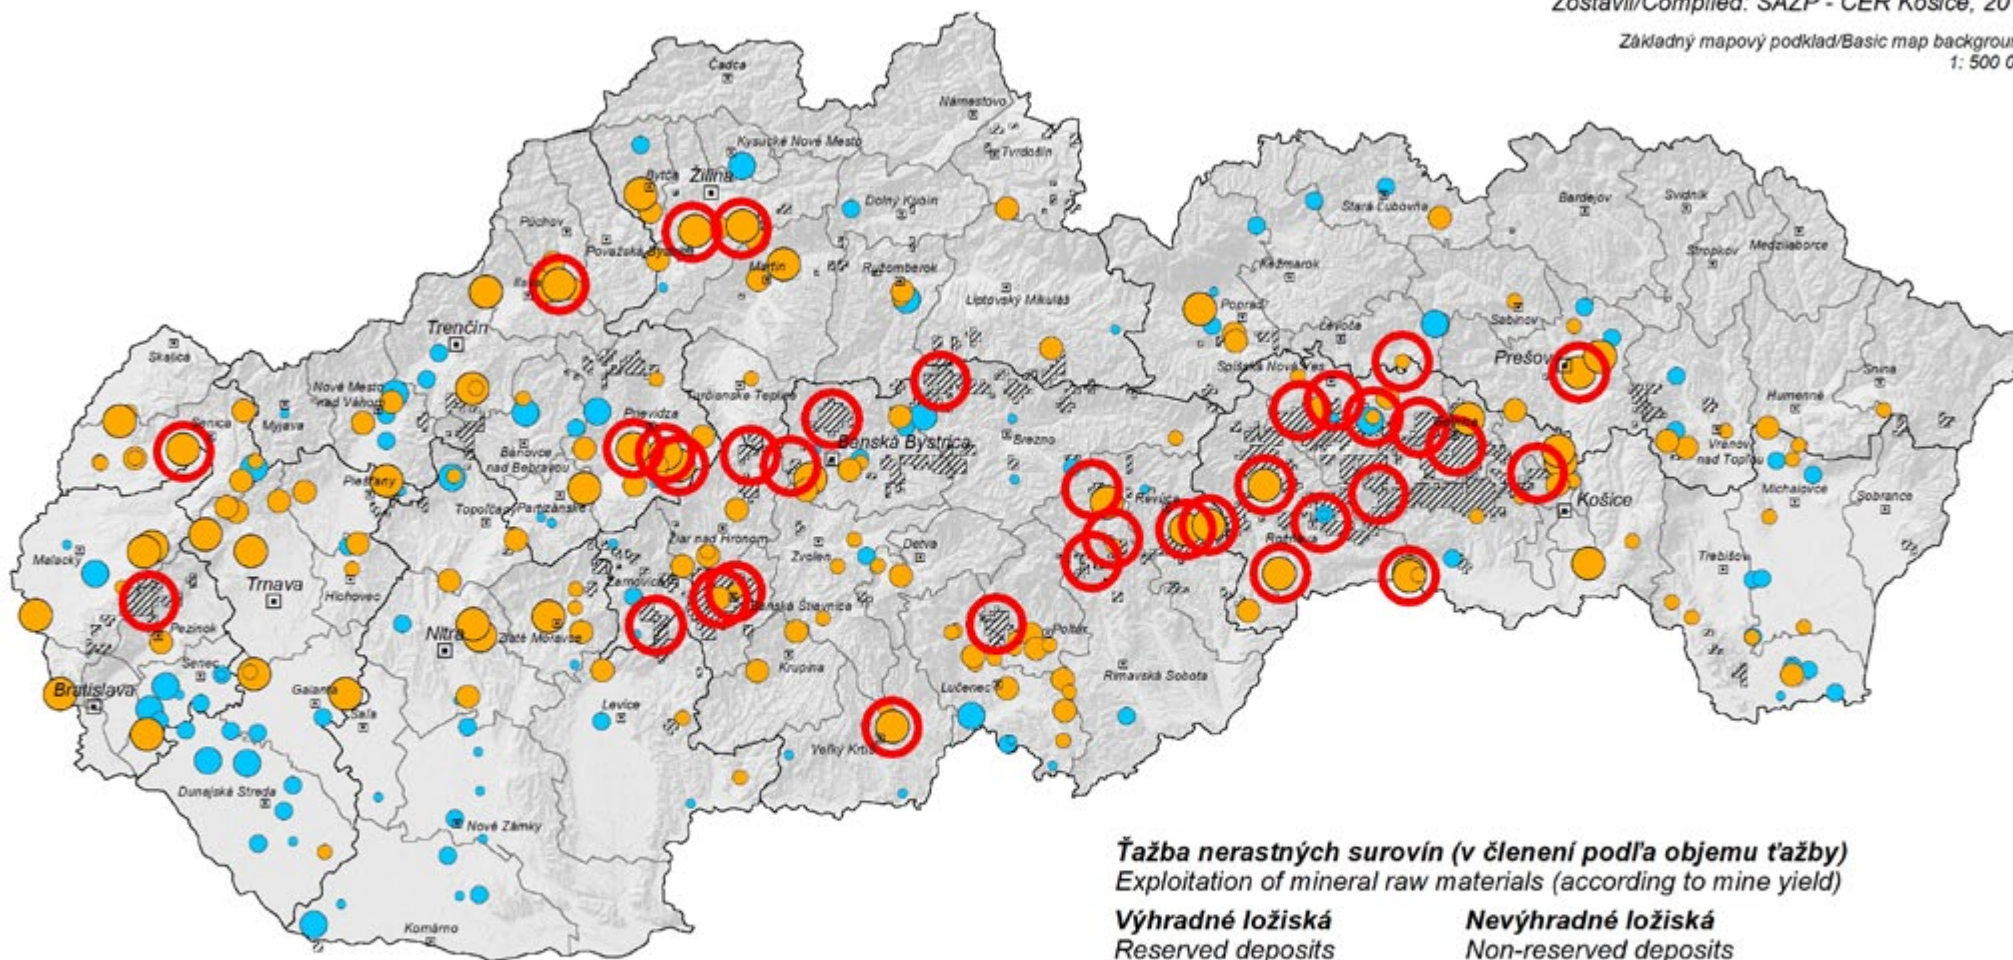 Zostavil/Compiled: SAŽP - CER Košice, 20
Základný mapový podklad/Basic map backgroun
1: 500 0
Čadca
Námestovo
Kysucké Nové Mesto
Tvrdošín
Bytča
Žilina
Dolný Kubín
Stará Ľubovňa
Bardejov
Svidník
Púchov
Považská Bystrica
Stropkov
Medzilaborce
Ilava
Martin
Ružomberok
Liptovský Mikuláš
Kežmarok
Poprad
Levoča
Sabinov
Trenčín
Skalica
Prešov
Spišská Nová Ves
Snina
Nové Mesto
nad Váhom
Myjava
Senica
Prievidza
Turčianske Teplice
Humenné
Banská Bystrica
Brezno
Bánovce
nad Bebravou
Vranov
nad Topľou
Piešťany
Topoľčany
Partizánske
Revúca
Košice
Michalovce
Sobrance
Malacky
Žiar nad Hronom
Zvolen
Detva
Rožňava
Trebišov
Trnava
Hlohovec
Žarnovica
Banská Štiavnica
Pezinok
Nitra
Zlaté Moravce
Poltár
Krupina
Senec
Rimavská Sobota
Bratislava
Galanta
Šaľa
Lučenec
Levice
Veľký Krtíš
Dunajská Streda
Nové Zámky
Komárno
Ťažba nerastných surovín (v členení podľa objemu ťažby)
Exploitation of mineral raw materials (according to mine yield)
Výhradné ložiská
Nevýhradné ložiská
Reserved deposits
Non-reserved deposits